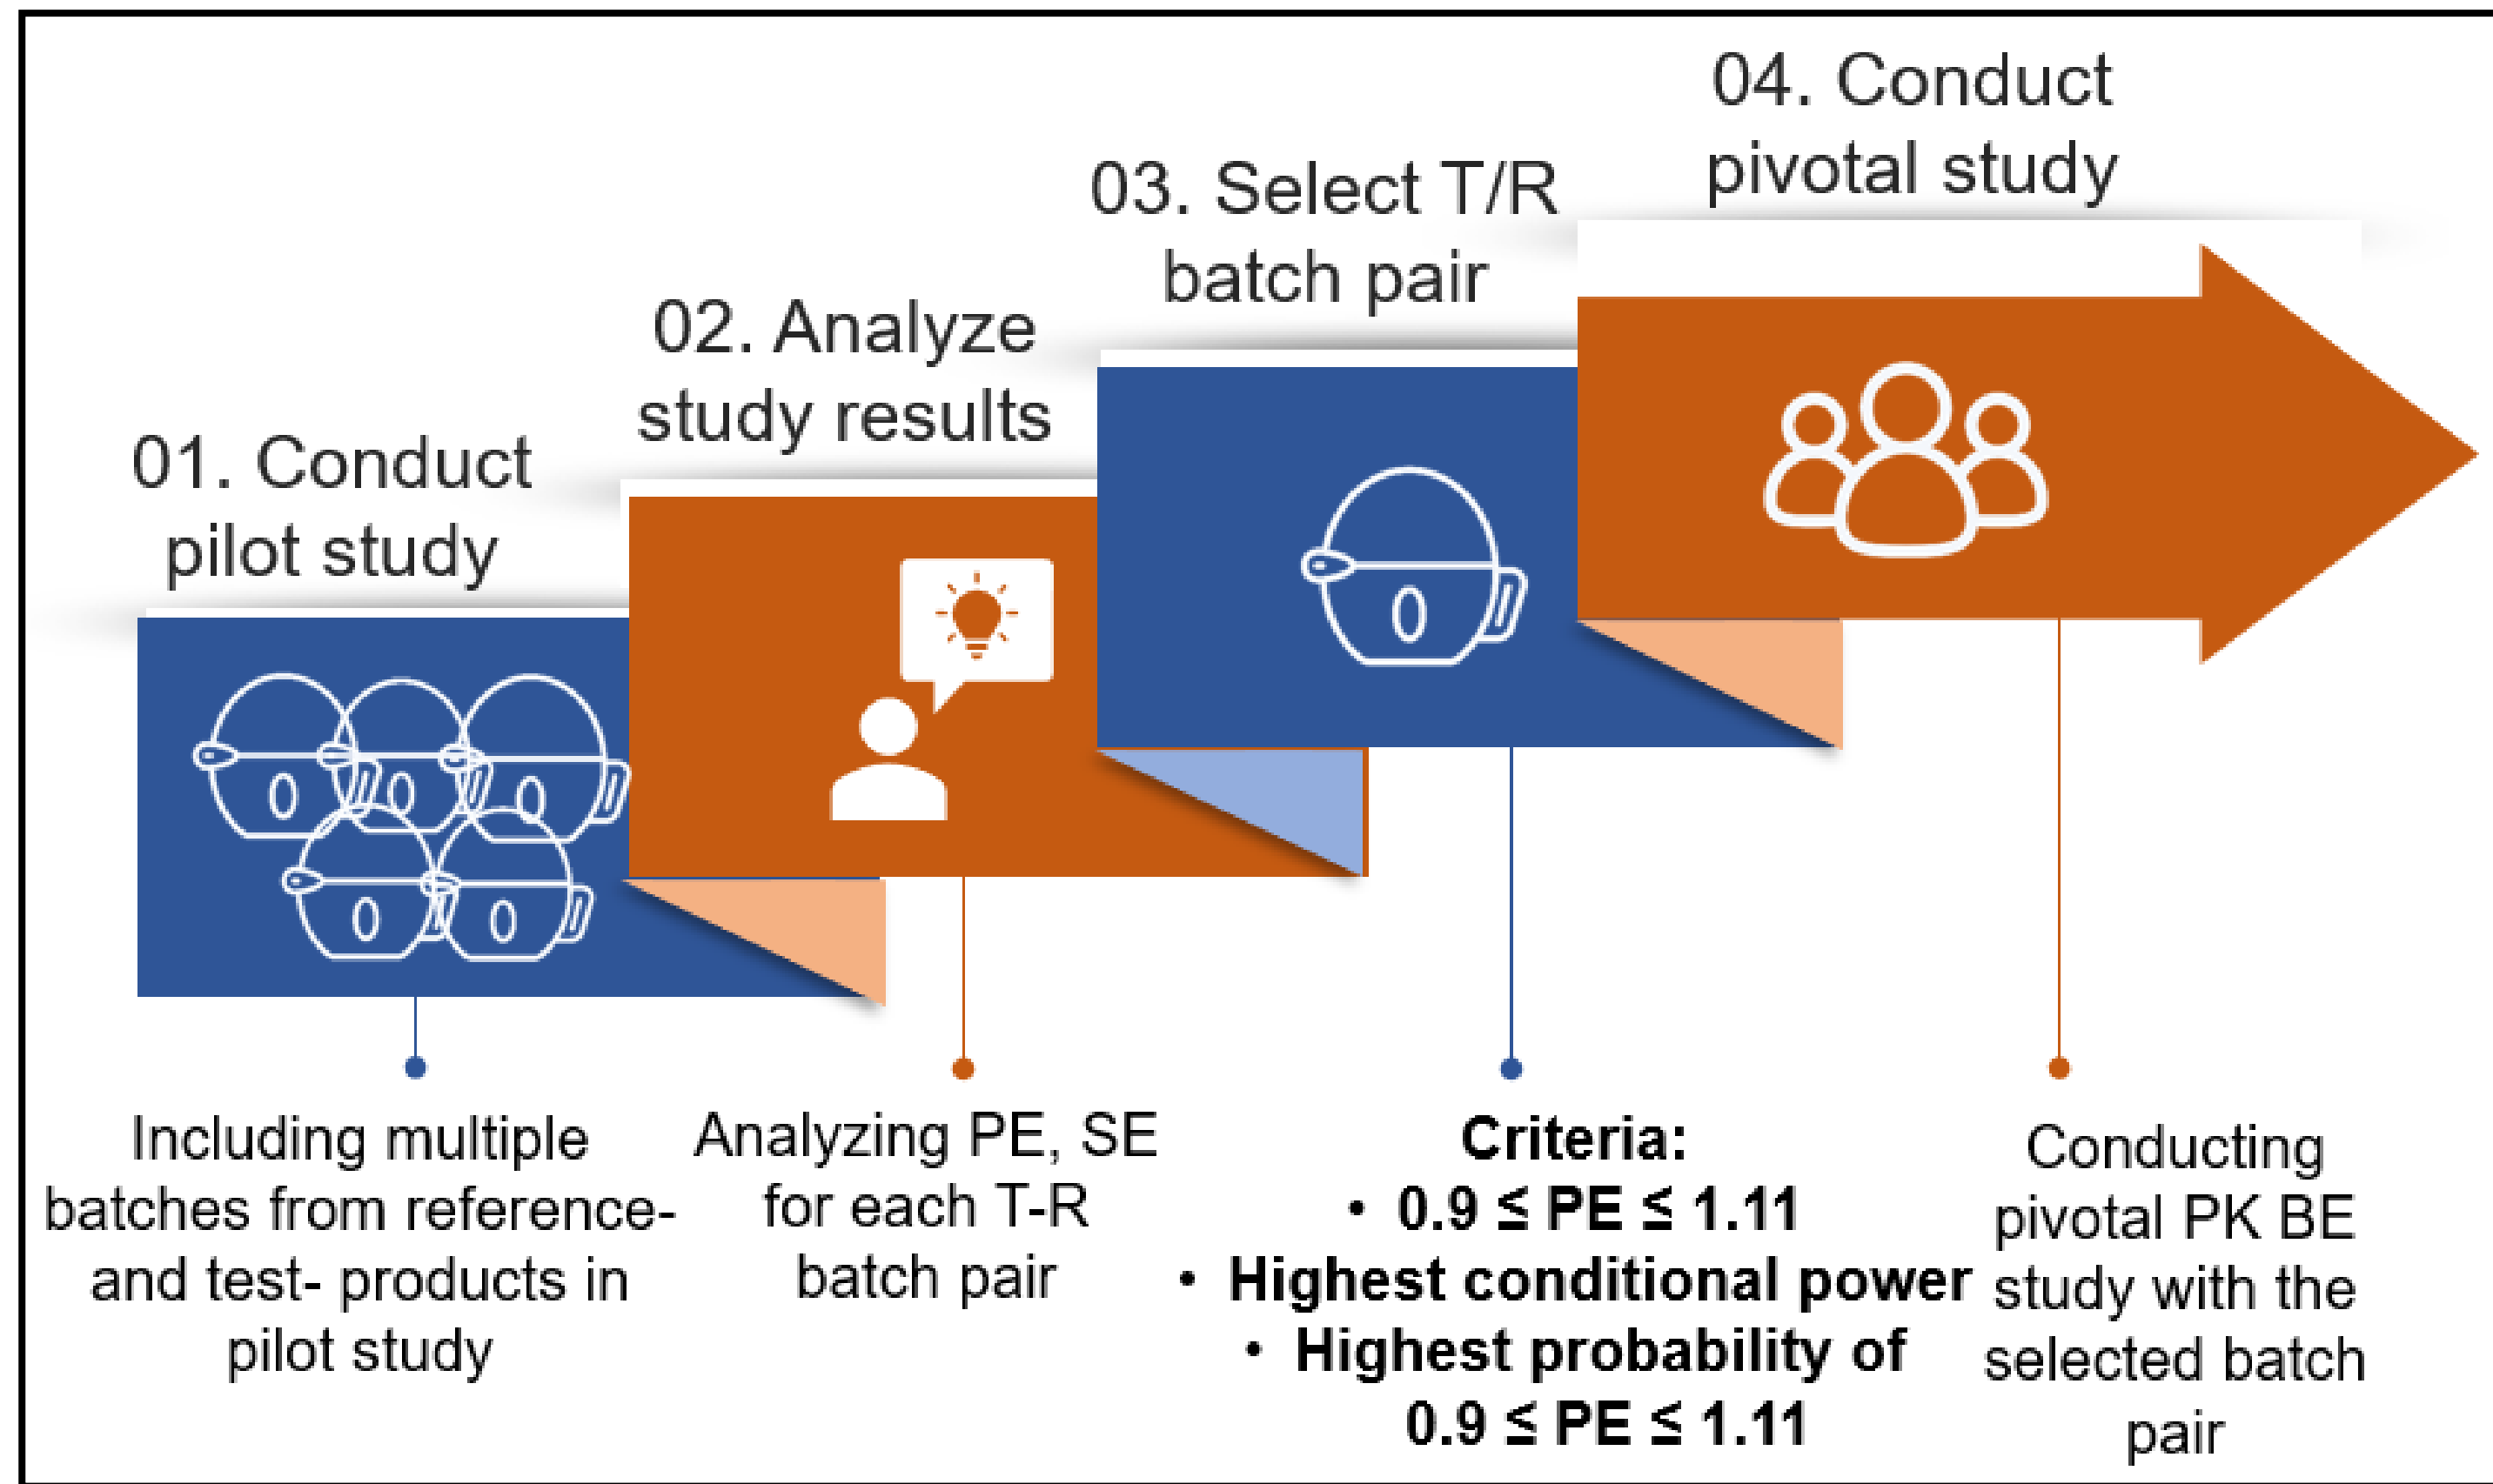 01. Conduct
pilot study
02. Analyze
study results
03. Select T/R
batch pair
04. Conduct
pivotal study
Including multiple
batches from reference-
and test- products in
pilot study
Analyzing PE, SE
for each T-R
batch pair
Criteria:
• 0.9 ≤ PE ≤ 1.11
• Highest conditional power
• Highest probability of
0.9 ≤ PE ≤ 1.11
Conducting
pivotal PK BE
study with the
selected batch
pair